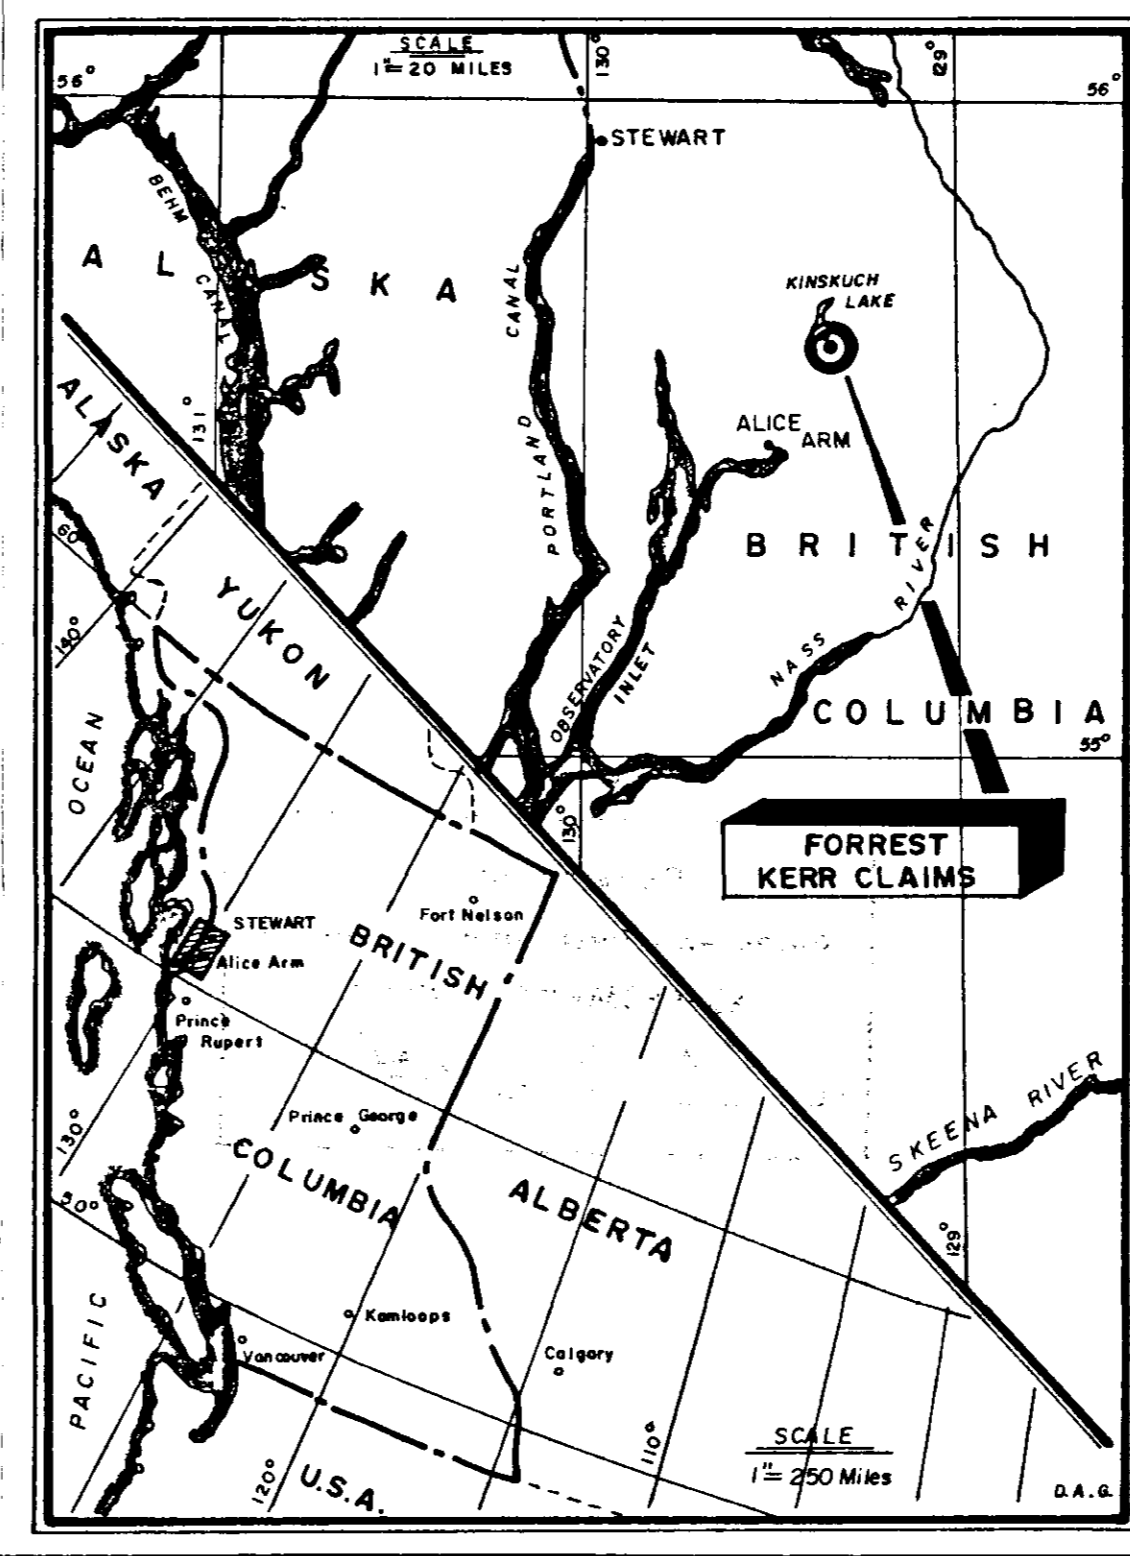 SCALE
1"= 20 MILES
56°
130°
129°
56°
STEWART
BEHM
CANAL
ALASKA
KINSKUCH
LAKE
PORTLAND CANAL
131°
ALICE
ARM
BRITISH
COLUMBIA
OBSERVATORY
INLET
NASS RIVER
55°
130°
FORREST
KERR CLAIMS
SKEENA RIVER
129°
ALASKA
60°
140°
YUKON
PACIFIC OCEAN
Fort Nelson
STEWART
Alice Arm
BRITISH
COLUMBIA
Prince
Rupert
Prince George
130°
50°
ALBERTA
Kamloops
Vancouver
Calgary
120°
110°
U.S.A.
SCALE
1"= 250 Miles
D.A.G.